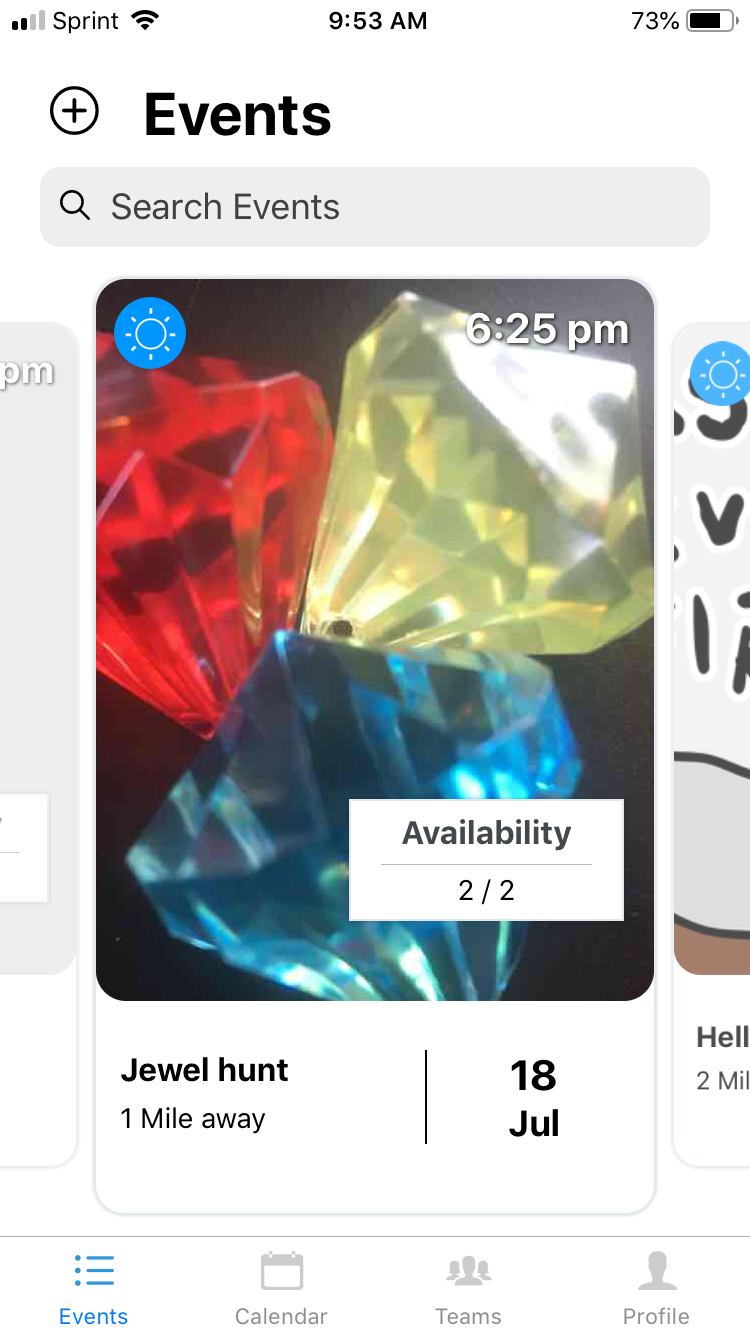 Sprint 9:53 AM 73%
Events
Search Events
pm
6:25 pm
Availability
2 / 2
Jewel hunt
1 Mile away
18
Jul
Hell
2 Mil
Events Calendar Teams Profile